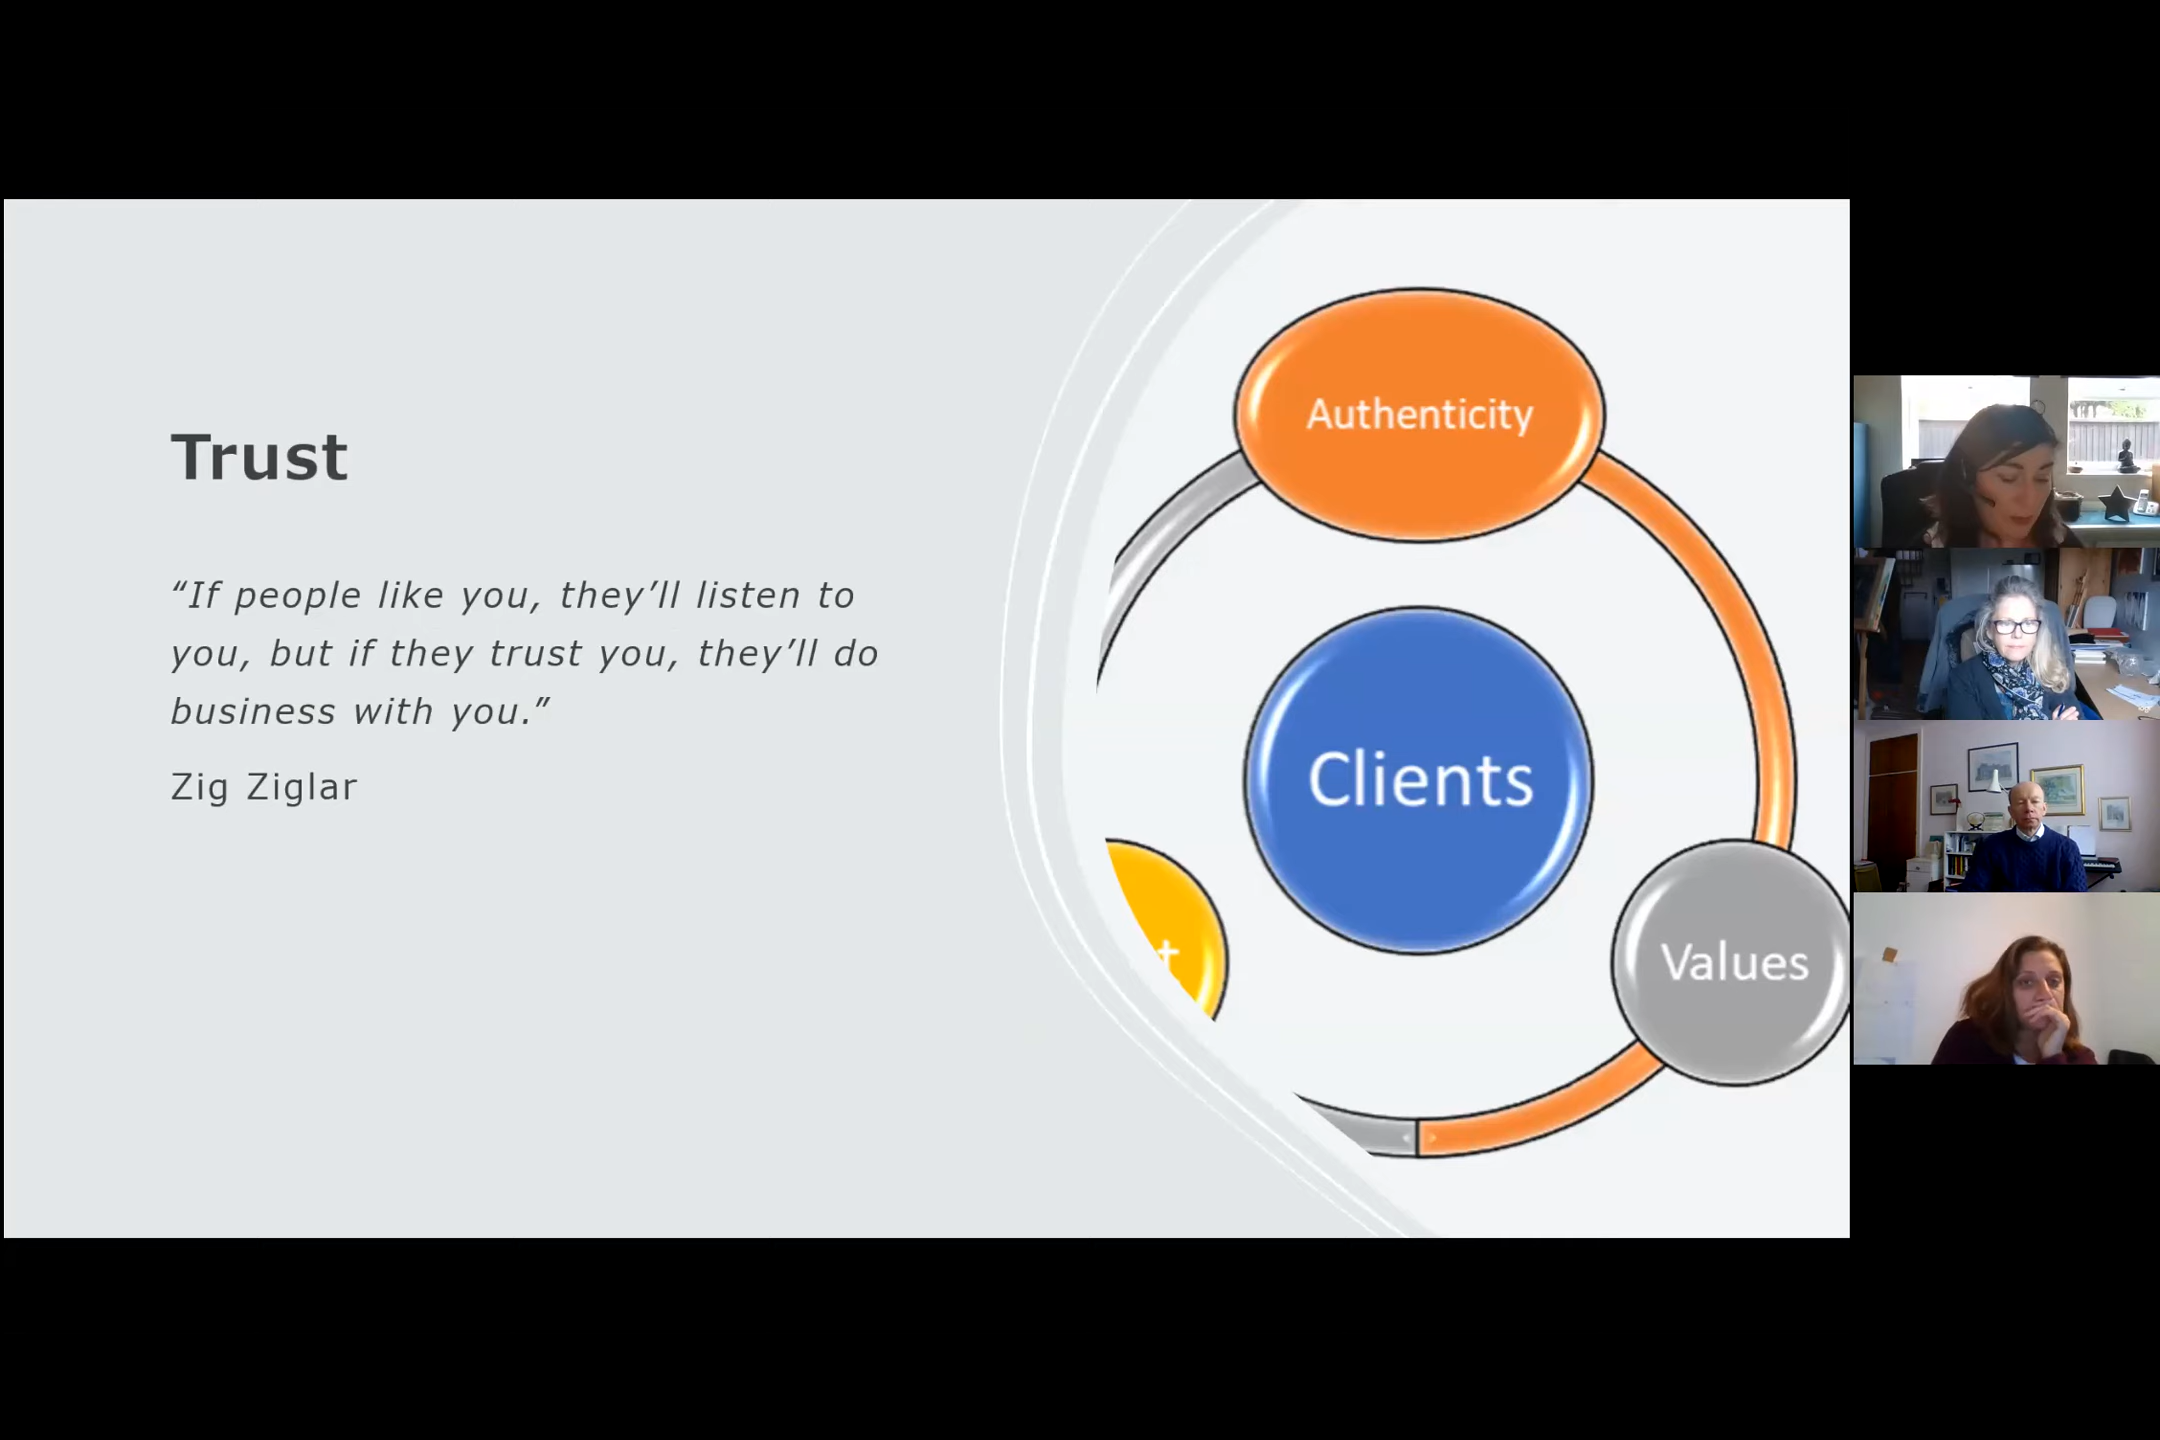 Trust
“If people like you, they’ll listen to
you, but if they trust you, they’ll do
business with you.”
Zig Ziglar
Authenticity
Clients
Values